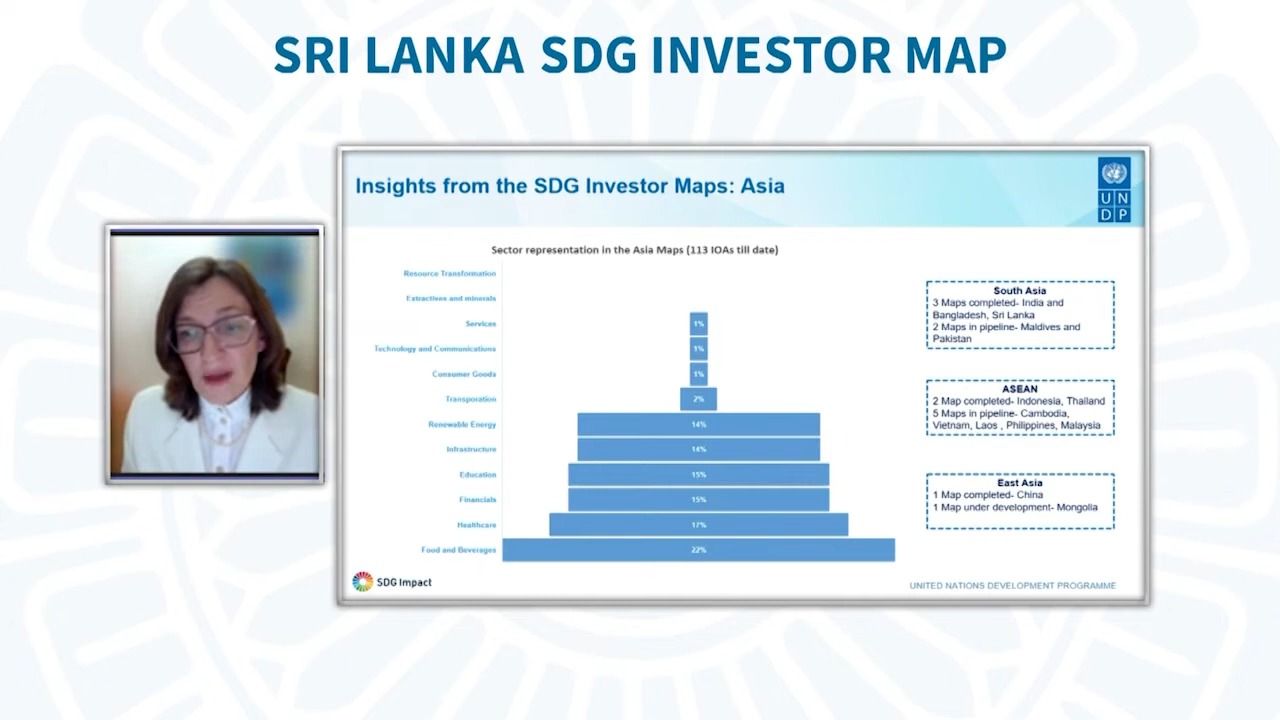 SRI LANKA SDG INVESTOR MAP
Insights from the SDG Investor Maps: Asia
UN
DP
Sector representation in the Asia Maps (113 IOAs till date)
Resource Transformation
Extractives and minerals
Services
1%
Technology and Communications
1%
Consumer Goods
1%
Transporation
2%
Renewable Energy
14%
Infrastructure
14%
Education
15%
Financials
15%
Healthcare
17%
Food and Beverages
22%
South Asia
3 Maps completed- India and
Bangladesh, Sri Lanka
2 Maps in pipeline- Maldives and
Pakistan
ASEAN
2 Map completed- Indonesia, Thailand
5 Maps in pipeline- Cambodia,
Vietnam, Laos , Philippines, Malaysia
East Asia
1 Map completed- China
1 Map under development- Mongolia
SDG Impact
UNITED NATIONS DEVELOPMENT PROGRAMME